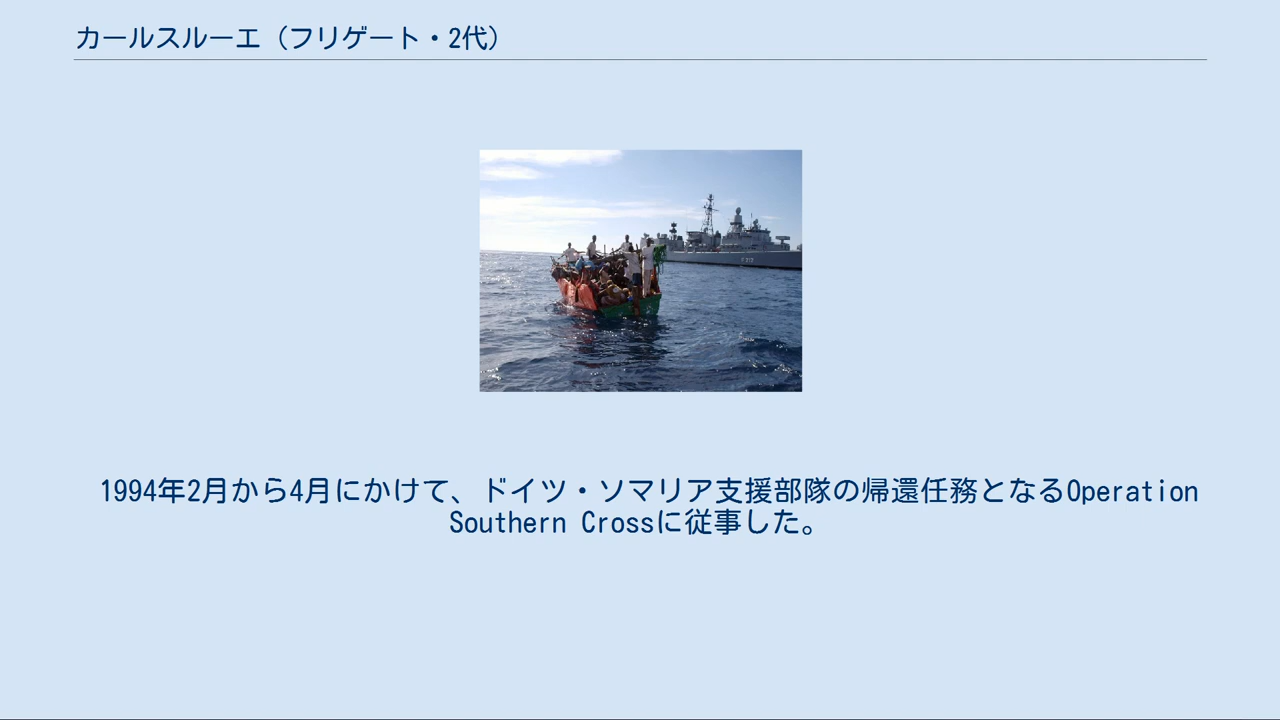 カールスルーエ（フリゲート・2代）
F 212
1994年2月から4月にかけて、ドイツ・ソマリア支援部隊の帰還任務となるOperation
Southern Crossに従事した。